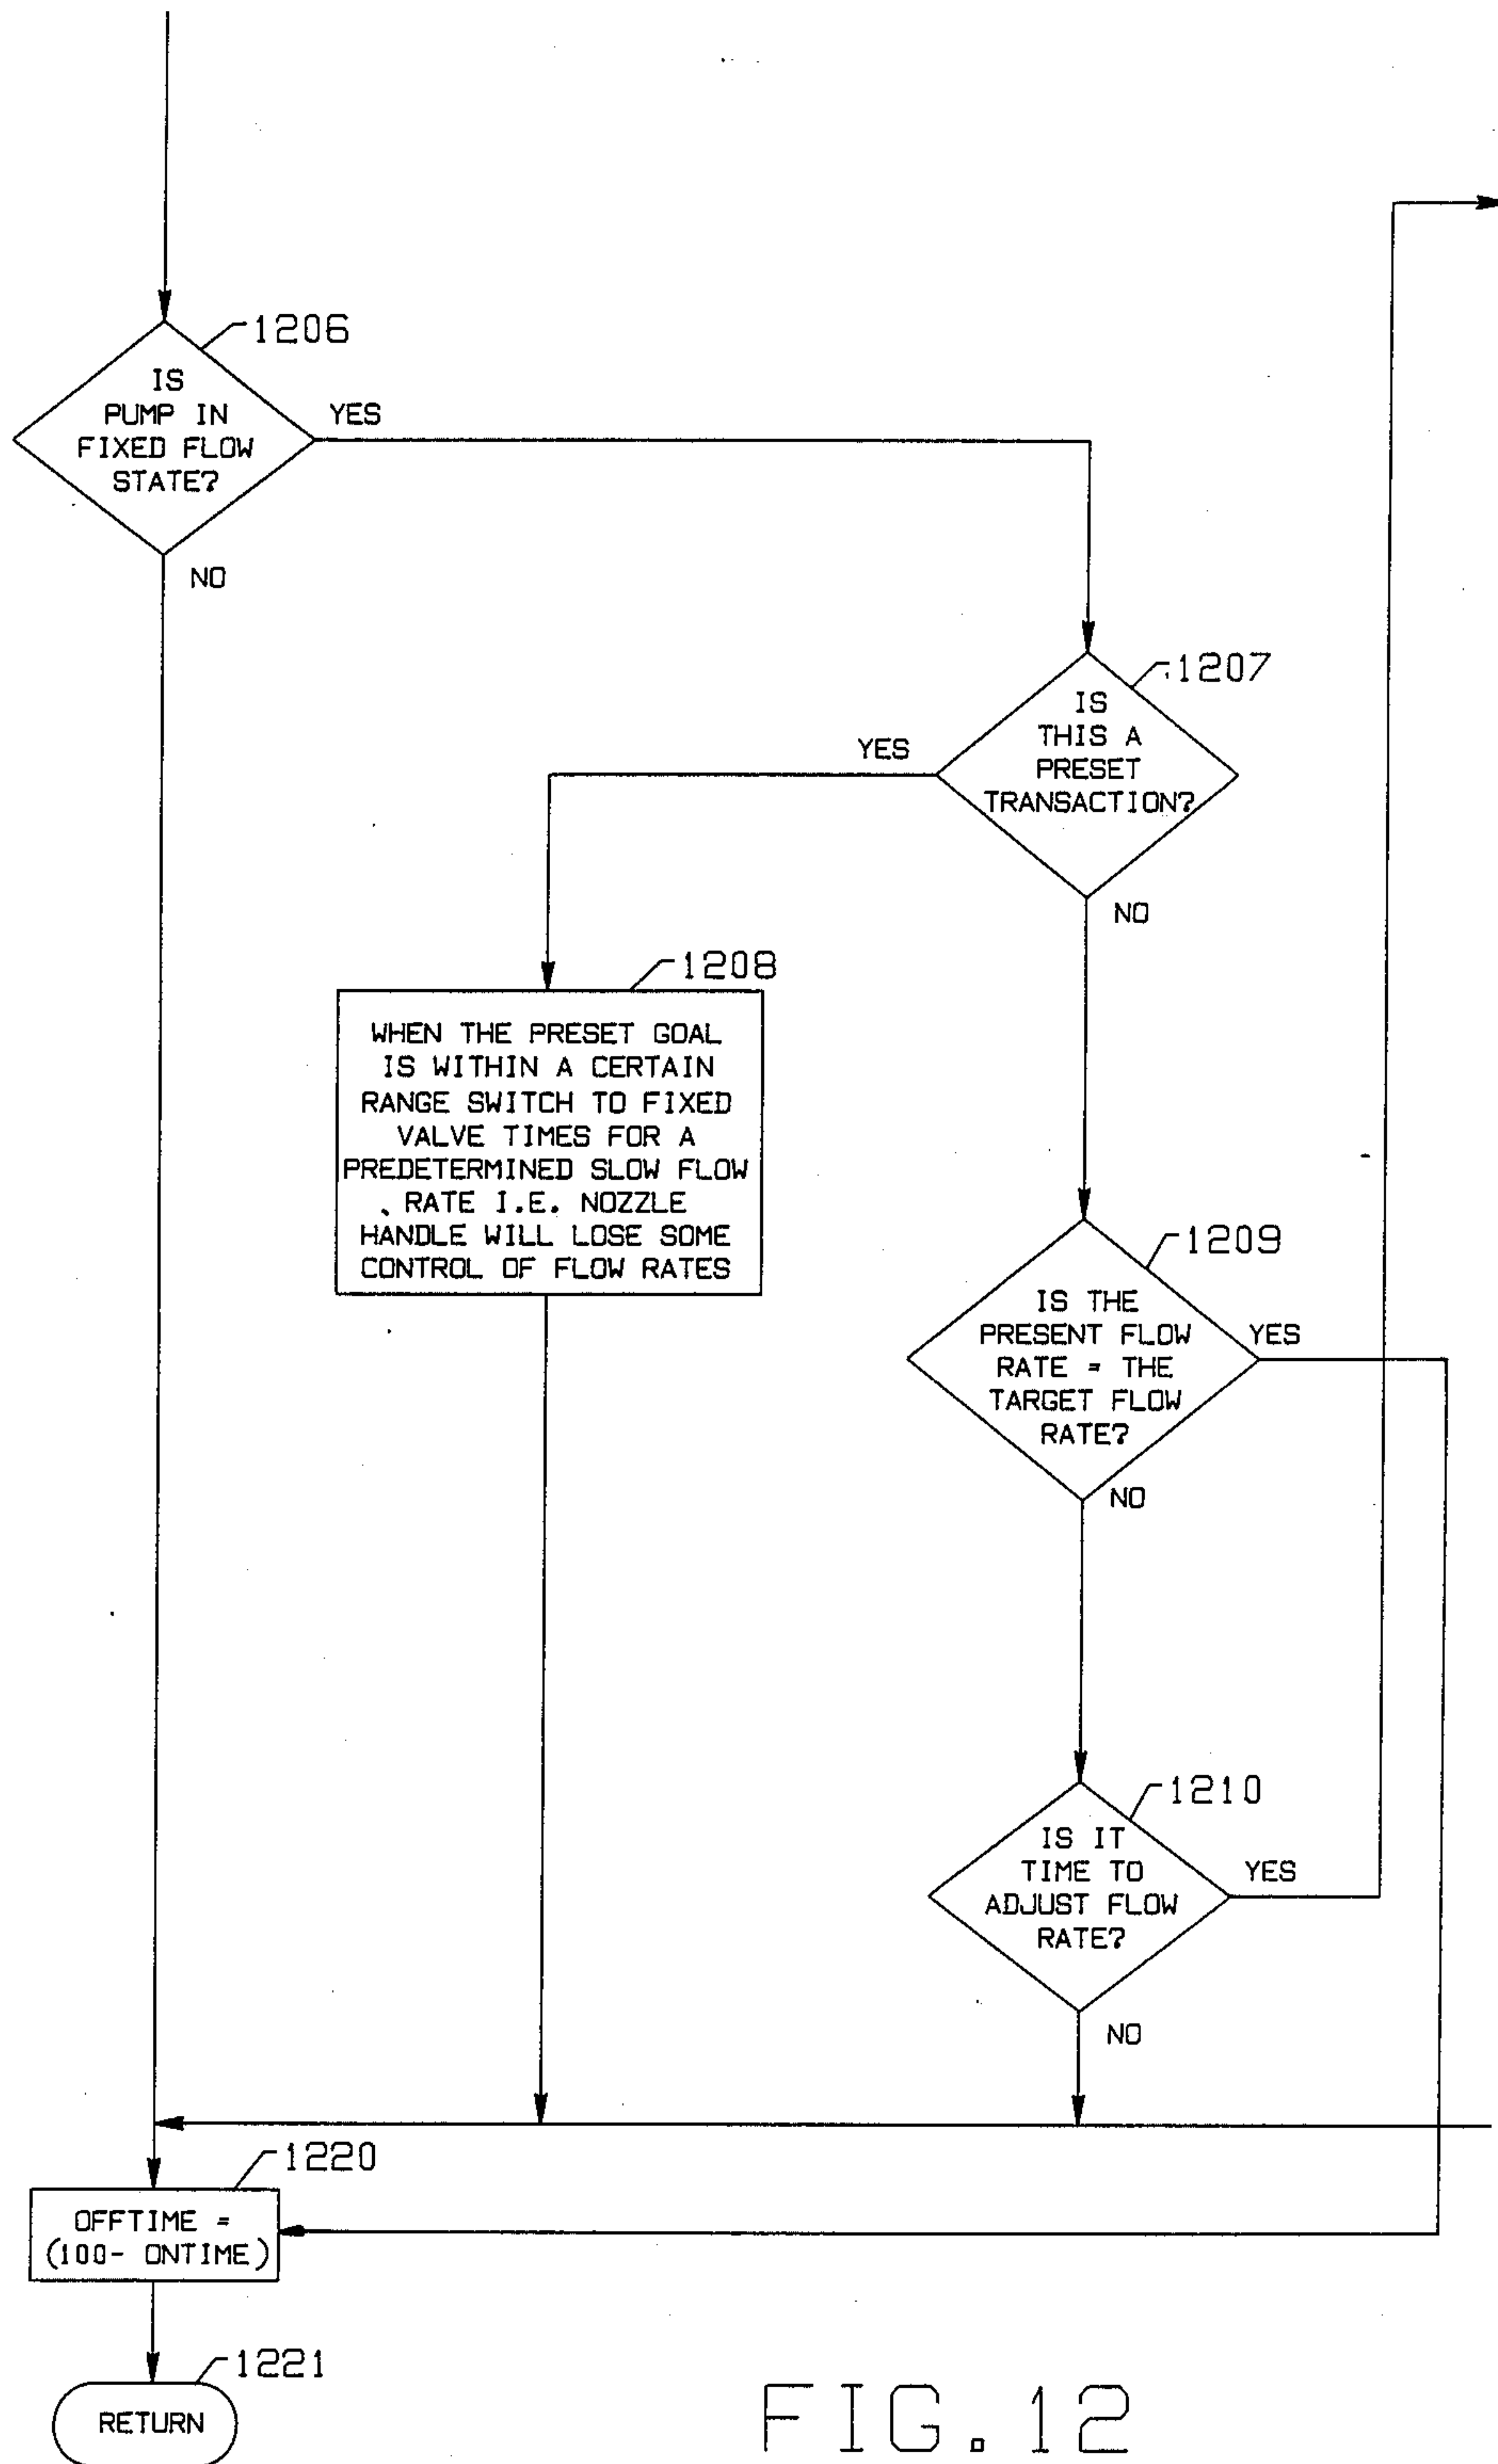 1206
IS
PUMP IN
FIXED FLOW
STATE?
YES
NO
1207
IS
THIS A
PRESET
TRANSACTION?
YES
NO
1208
WHEN THE PRESET GOAL
IS WITHIN A CERTAIN
RANGE SWITCH TO FIXED
VALVE TIMES FOR A
PREDETERMINED SLOW FLOW
RATE I.E. NOZZLE
HANDLE WILL LOSE SOME
CONTROL OF FLOW RATES
1209
IS THE
PRESENT FLOW
RATE = THE
TARGET FLOW
RATE?
YES
NO
1210
IS IT
TIME TO
ADJUST FLOW
RATE?
YES
NO
1220
OFFTIME =
(100- ONTIME)
1221
RETURN
FIG. 12